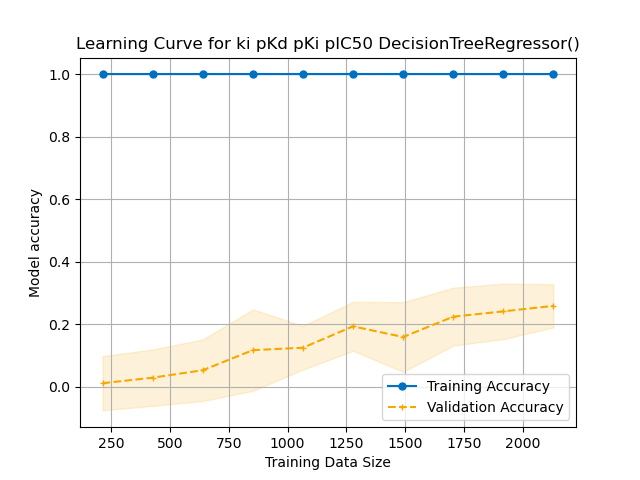 Learning Curve for ki pKd pKi pIC50 DecisionTreeRegressor()
Model accuracy
1.0
0.8
0.6
0.4
0.2
0.0
Training Accuracy
Validation Accuracy
250 500 750 1000 1250 1500 1750 2000
Training Data Size